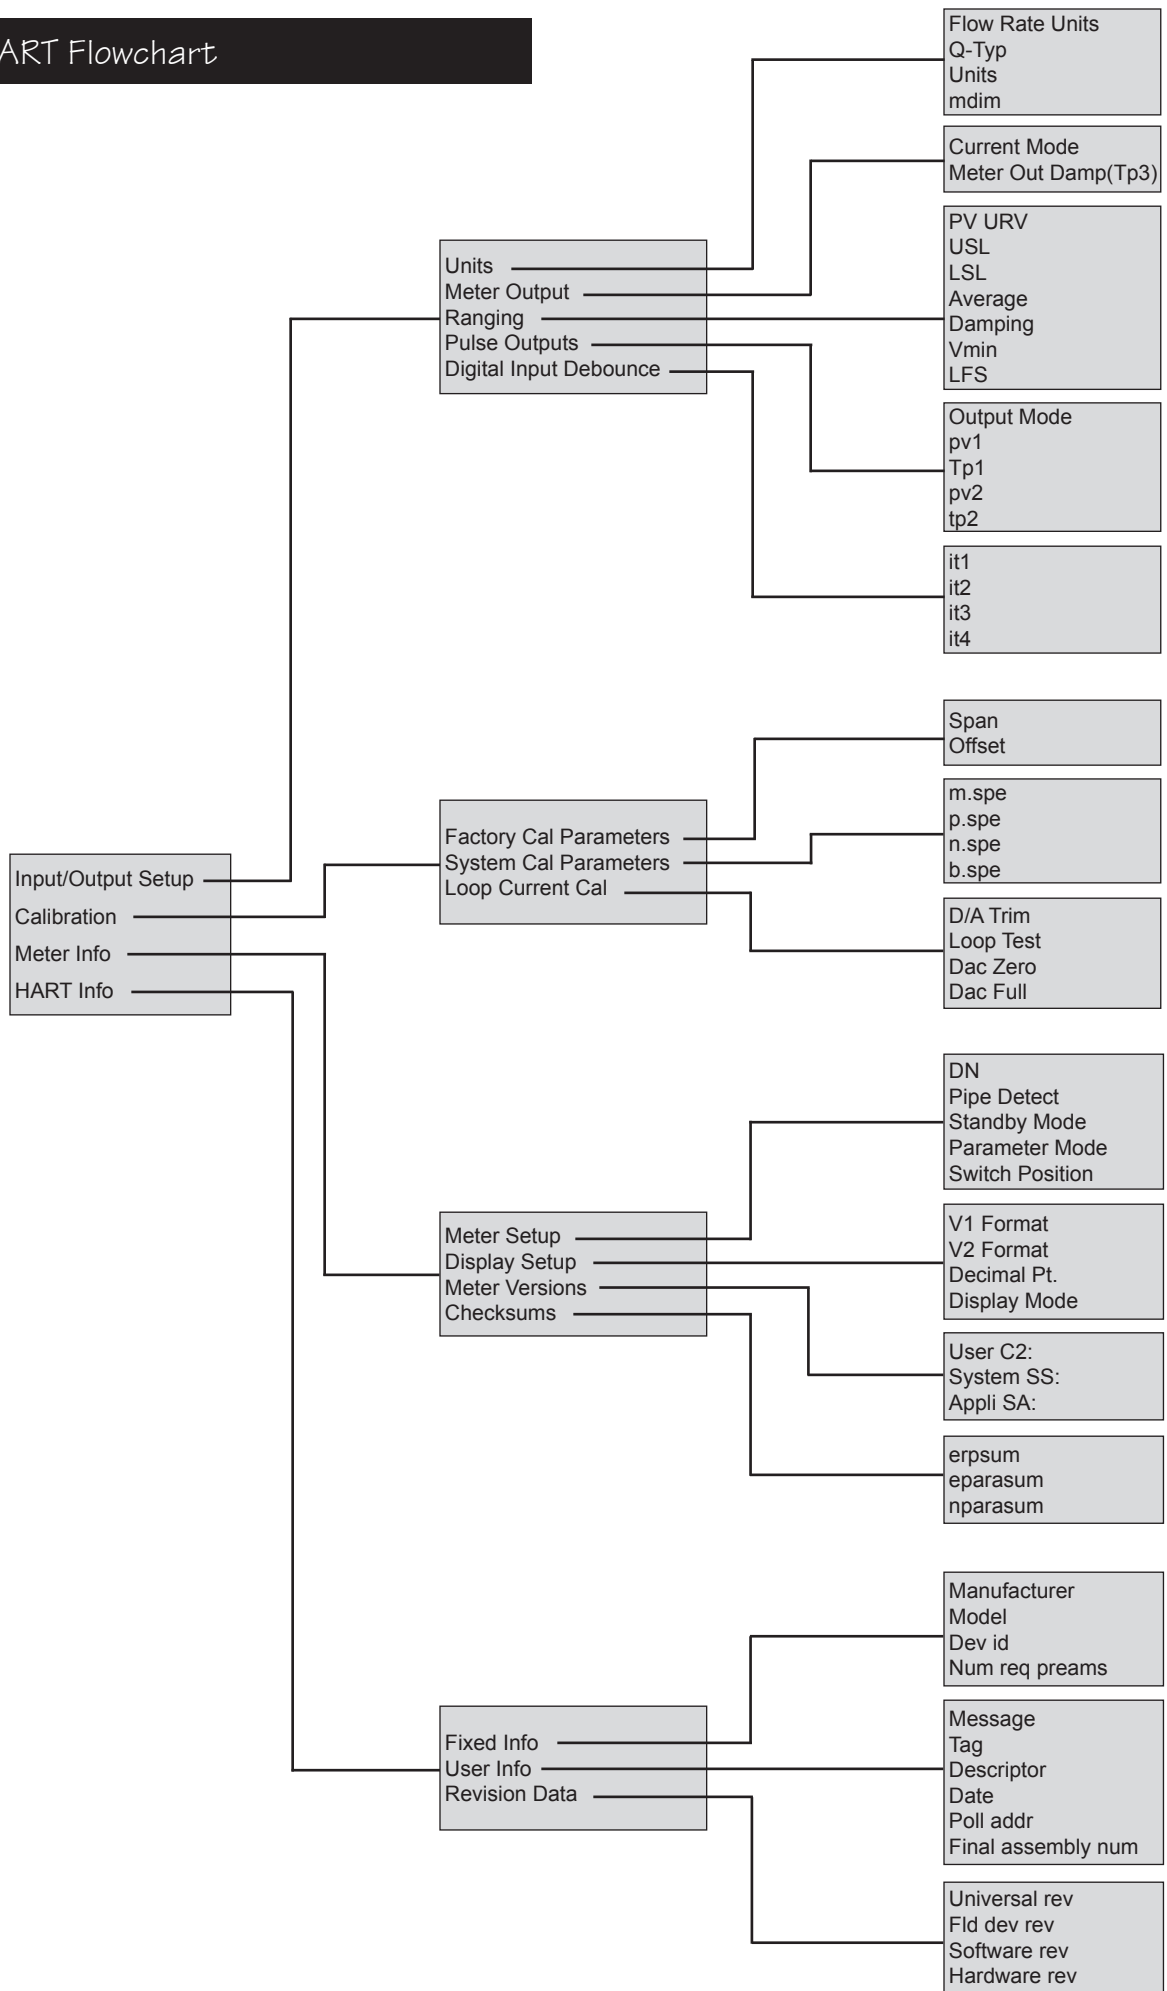 ART Flowchart
Flow Rate Units
Q-Typ
Units
mdim
Current Mode
Meter Out Damp(Tp3)
PV URV
USL
LSL
Average
Damping
Vmin
LFS
Units
Meter Output
Ranging
Pulse Outputs
Digital Input Debounce
Output Mode
pv1
Tp1
pv2
tp2
it1
it2
it3
it4
Span
Offset
m.spe
p.spe
n.spe
b.spe
Factory Cal Parameters
System Cal Parameters
Loop Current Cal
D/A Trim
Loop Test
Dac Zero
Dac Full
Input/Output Setup
Calibration
Meter Info
HART Info
DN
Pipe Detect
Standby Mode
Parameter Mode
Switch Position
Meter Setup
Display Setup
Meter Versions
Checksums
V1 Format
V2 Format
Decimal Pt.
Display Mode
User C2:
System SS:
Appli SA:
erpsum
eparasum
nparasum
Manufacturer
Model
Dev id
Num req preams
Fixed Info
User Info
Revision Data
Message
Tag
Descriptor
Date
Poll addr
Final assembly num
Universal rev
Fld dev rev
Software rev
Hardware rev